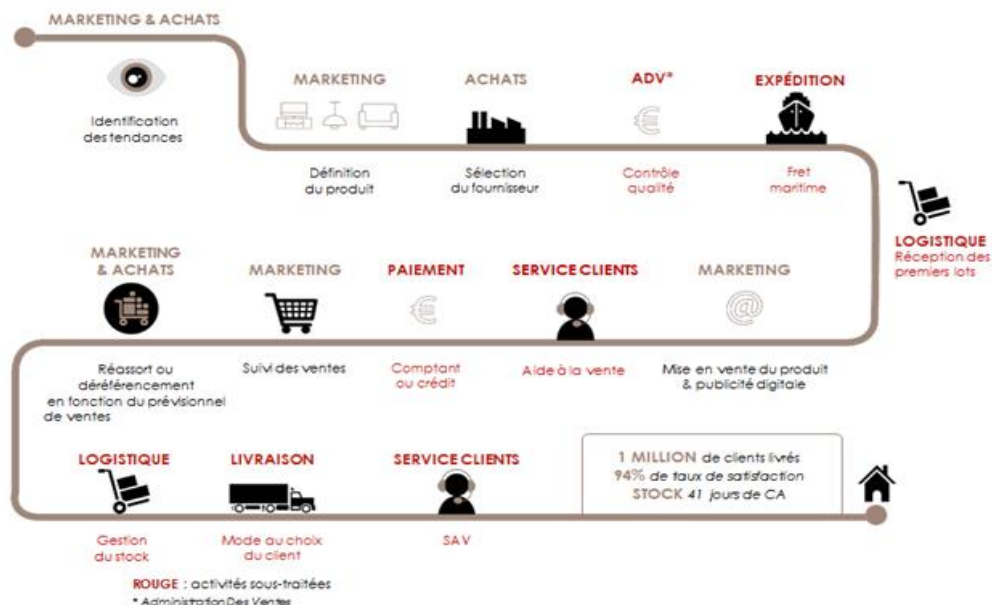 MARKETING & ACHATS
Identification
des tendances
MARKETING
Définition
du produit
ACHATS
Sélection
du fournisseur
ADV*
€
Contrôle
qualité
EXPÉDITION
Fret
maritime
LOGISTIQUE
Réception des
premiers lots
MARKETING
@
Mise en vente du produit
& publicité digitale
SERVICE CLIENTS
Aide à la vente
PAIEMENT
€
Comptant
ou crédit
MARKETING
Suivi des ventes
MARKETING
& ACHATS
Réassort ou
déréférencement
en fonction du prévisionnel
de ventes
LOGISTIQUE
Gestion
du stock
LIVRAISON
Mode au choix
du client
SERVICE CLIENTS
SAV
1 MILLION de clients livrés
94% de taux de satisfaction
STOCK 41 jours de CA
ROUGE : activités sous-traitées
* Administration Des Ventes